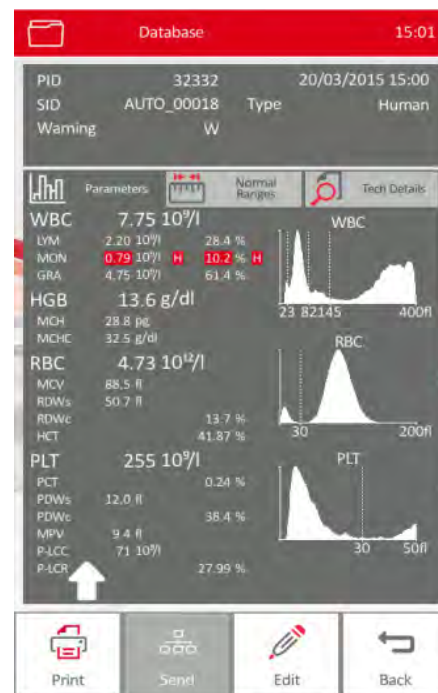 Database 15:01
PID 32332 20/03/2015 15:00
SID AUTO_00018 Type Human
Warning W
Parameters Normal Ranges Tech Details
WBC 7.75 10⁹/l
LYM 2.20 10⁹/l 28.4 %
MON 0.79 10⁹/l H 10.2 % H
GRA 4.75 10⁹/l 61.4 %
HGB 13.6 g/dl
MCH 28.8 pg
MCHC 32.5 g/dl
RBC 4.73 10¹²/l
MCV 88.5 fl
RDWs 50.7 fl
RDWc 13.7 %
HCT 41.87 %
PLT 255 10⁹/l
PCT 0.24 %
PDWs 12.0 fl
PDWc 38.4 %
MPV 9.4 fl
P-LCC 71 10⁹/l
P-LCR 27.99 %
WBC
23 82145 400fl
RBC
30 200fl
PLT
30 50fl
Print Send Edit Back